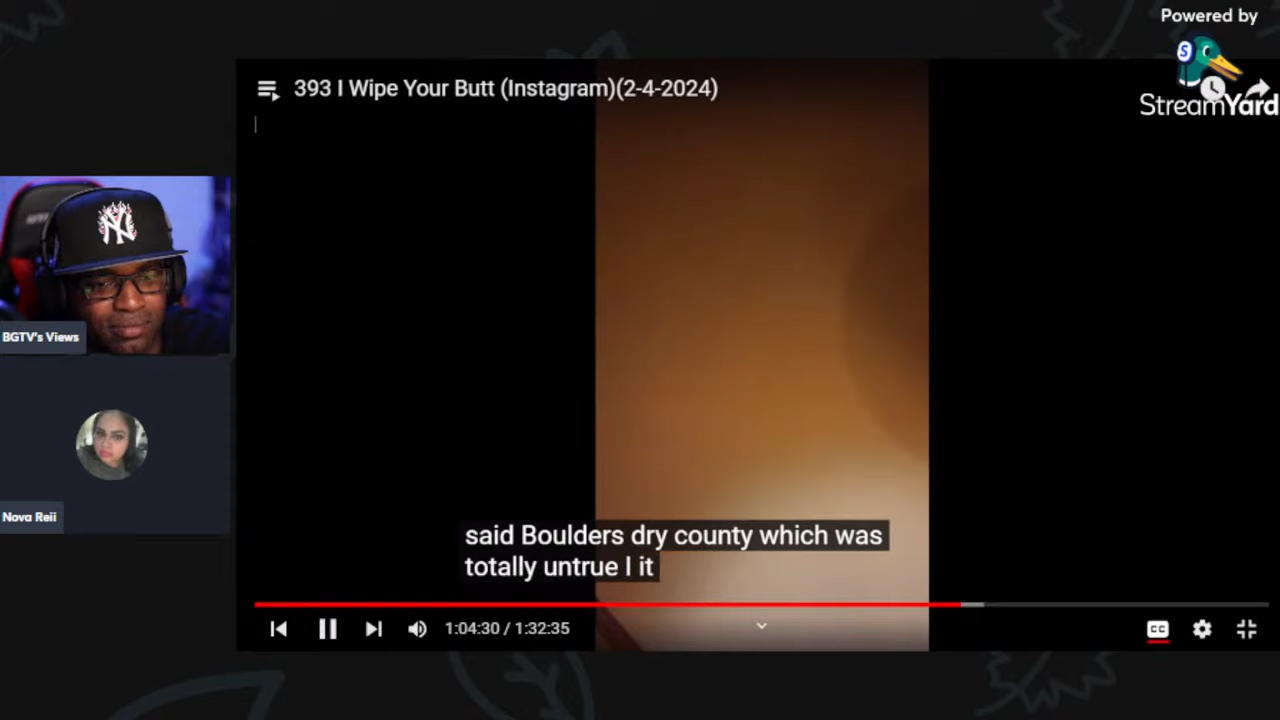 Powered by
S
StreamYard
393 I Wipe Your Butt (Instagram)(2-4-2024)
NY
BGTV's Views
Nova Reii
said Boulders dry county which was
totally untrue I it
1:04:30 / 1:32:35
CC